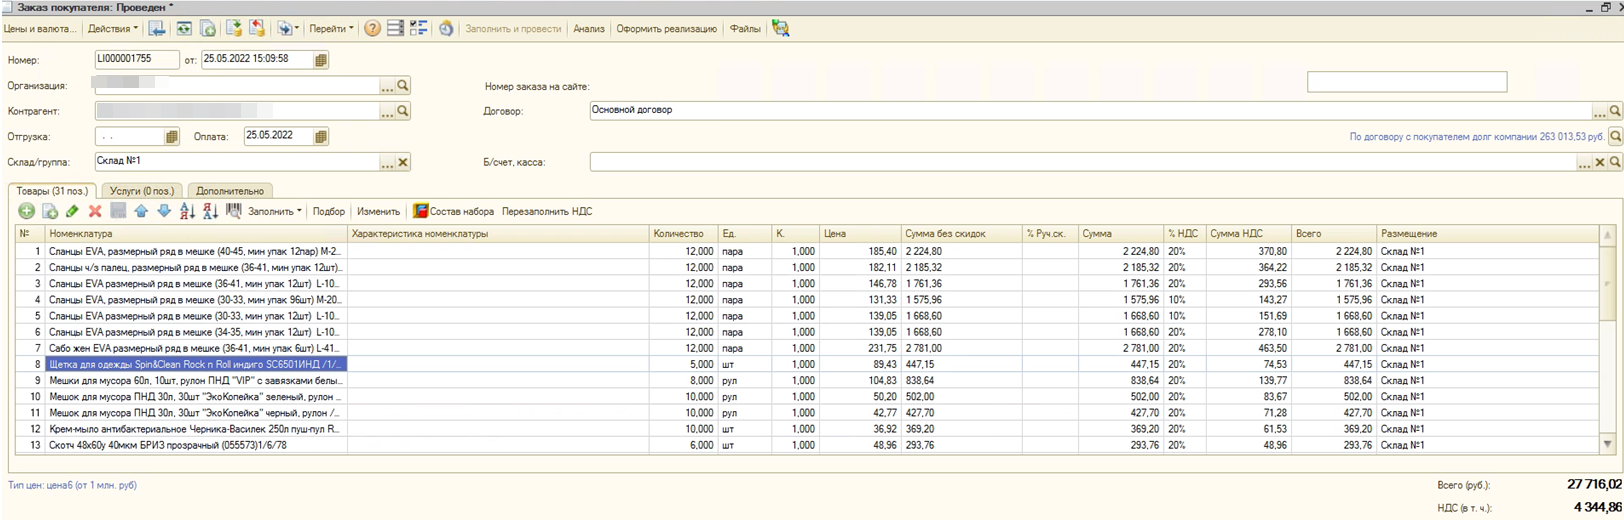 Заказ покупателя: Проведен *
Цены и валюта... Действия Перейти Заполнить и провести Анализ Оформить реализацию Файлы
Номер: LI000001755 от: 25.05.2022 15:09:58
Организация: ... Номер заказа на сайте:
Контрагент: ... Договор: Основной договор ...
Отгрузка: . . Оплата: 25.05.2022 По договору с покупателем долг компании 263 013,53 руб.
Склад/группа: Склад №1 ... Б/счет, касса: ...
Товары (31 поз.) Услуги (0 поз.) Дополнительно
Заполнить Подбор Изменить Состав набора Перезаполнить НДС
№ Номенклатура Характеристика номенклатуры Количество Ед. К. Цена Сумма без скидок % Руч.ск. Сумма % НДС Сумма НДС Всего Размещение
1 Сланцы EVA, размерный ряд в мешке (40-45, мин упак 12пар) М-2... 12,000 пара 1,000 185,40 2 224,80 2 224,80 20% 370,80 2 224,80 Склад №1
2 Сланцы ч/з палец, размерный ряд в мешке (36-41, мин упак 12шт)... 12,000 пара 1,000 182,11 2 185,32 2 185,32 20% 364,22 2 185,32 Склад №1
3 Сланцы EVA размерный ряд в мешке (36-41, мин упак 12шт) L-10... 12,000 пара 1,000 146,78 1 761,36 1 761,36 20% 293,56 1 761,36 Склад №1
4 Сланцы EVA, размерный ряд в мешке (30-33, мин упак 96шт) М-20... 12,000 пара 1,000 131,33 1 575,96 1 575,96 10% 143,27 1 575,96 Склад №1
5 Сланцы EVA размерный ряд в мешке (30-33, мин упак 12шт) L-10... 12,000 пара 1,000 139,05 1 668,60 1 668,60 10% 151,69 1 668,60 Склад №1
6 Сланцы EVA размерный ряд в мешке (34-35, мин упак 12шт) L-10... 12,000 пара 1,000 139,05 1 668,60 1 668,60 20% 278,10 1 668,60 Склад №1
7 Сабо жен EVA размерный ряд в мешке (36-41, мин упак 6шт) L-41... 12,000 пара 1,000 231,75 2 781,00 2 781,00 20% 463,50 2 781,00 Склад №1
8 Щетка для одежды Spin&Clean Rock n Roll индиго SC6501ИНД /1/... 5,000 шт 1,000 89,43 447,15 447,15 20% 74,53 447,15 Склад №1
9 Мешки для мусора 60л, 10шт, рулон ПНД "VIP" с завязками белы... 8,000 рул 1,000 104,83 838,64 838,64 20% 139,77 838,64 Склад №1
10 Мешок для мусора ПНД 30л, 30шт "ЭкоКопейка" зеленый, рулон ... 10,000 рул 1,000 50,20 502,00 502,00 20% 83,67 502,00 Склад №1
11 Мешок для мусора ПНД 30л, 30шт "ЭкоКопейка" черный, рулон /... 10,000 рул 1,000 42,77 427,70 427,70 20% 71,28 427,70 Склад №1
12 Крем-мыло антибактериальное Черника-Василек 250л пуш-пул R... 10,000 шт 1,000 36,92 369,20 369,20 20% 61,53 369,20 Склад №1
13 Скотч 48х60у 40мкм БРИЗ прозрачный (055573)1/6/78 6,000 шт 1,000 48,96 293,76 293,76 20% 48,96 293,76 Склад №1
Тип цен: цена6 (от 1 млн. руб) Всего (руб.): 27 716,02
НДС (в т. ч.): 4 344,86